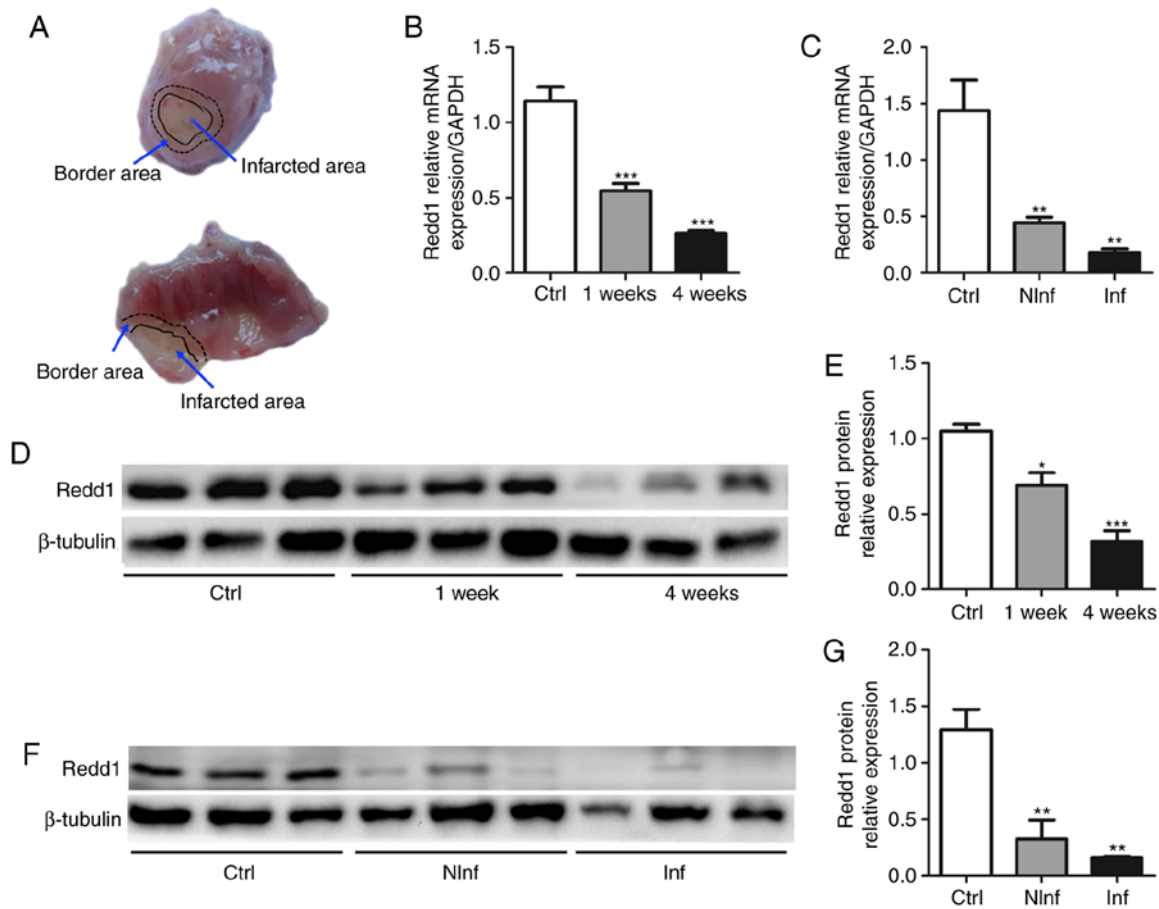 A
Border area
Infarcted area
Border area
Infarcted area
B
Redd1 relative mRNA
expression/GAPDH
1.5
1.0
0.5
0.0
***
***
Ctrl
1 weeks
4 weeks
C
Redd1 relative mRNA
expression/GAPDH
2.0
1.5
1.0
0.5
0.0
**
**
Ctrl
NInf
Inf
D
Redd1
β-tubulin
Ctrl
1 week
4 weeks
E
Redd1 protein
relative expression
1.5
1.0
0.5
0.0
*
***
Ctrl
1 week
4 weeks
F
Redd1
β-tubulin
Ctrl
NInf
Inf
G
Redd1 protein
relative expression
2.0
1.5
1.0
0.5
0.0
**
**
Ctrl
NInf
Inf